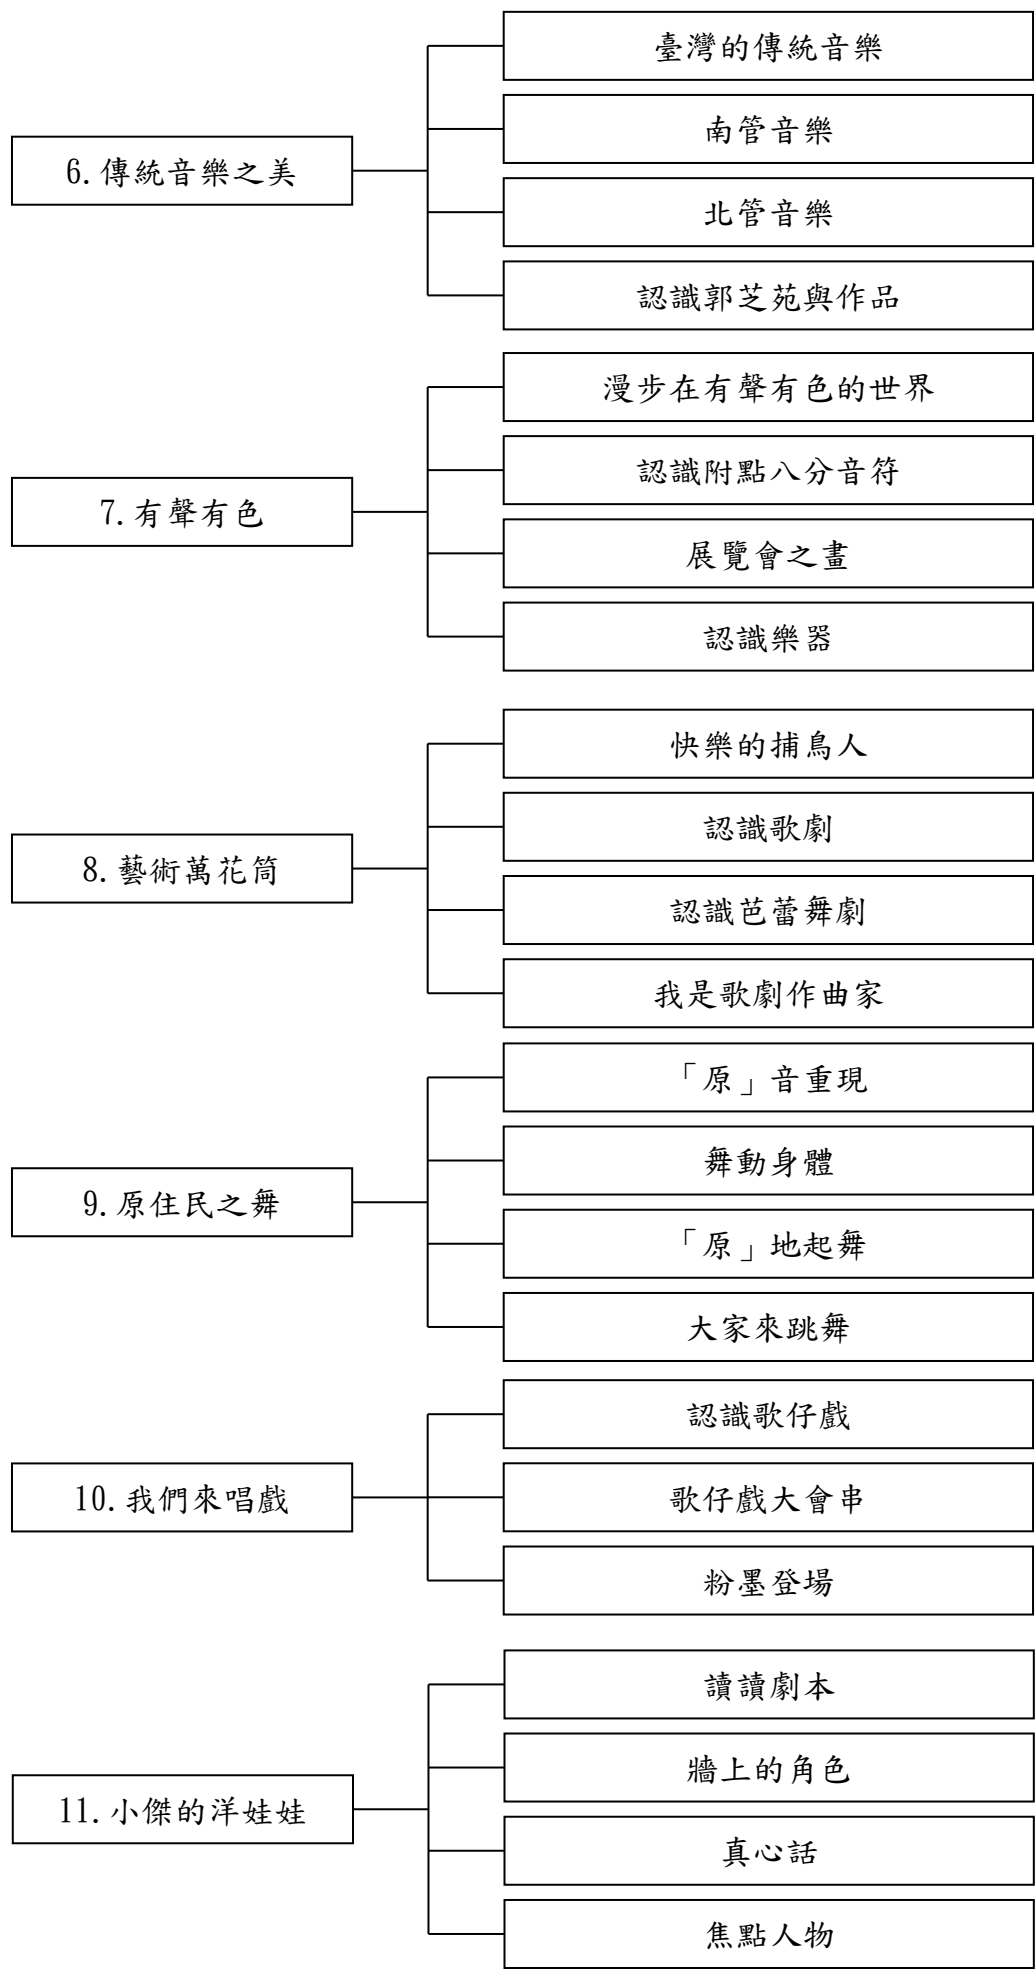 6.傳統音樂之美
臺灣的傳統音樂
南管音樂
北管音樂
認識郭芝苑與作品
7.有聲有色
漫步在有聲有色的世界
認識附點八分音符
展覽會之畫
認識樂器
8.藝術萬花筒
快樂的捕鳥人
認識歌劇
認識芭蕾舞劇
我是歌劇作曲家
9.原住民之舞
「原」音重現
舞動身體
「原」地起舞
大家來跳舞
10.我們來唱戲
認識歌仔戲
歌仔戲大會串
粉墨登場
11.小傑的洋娃娃
讀讀劇本
牆上的角色
真心話
焦點人物